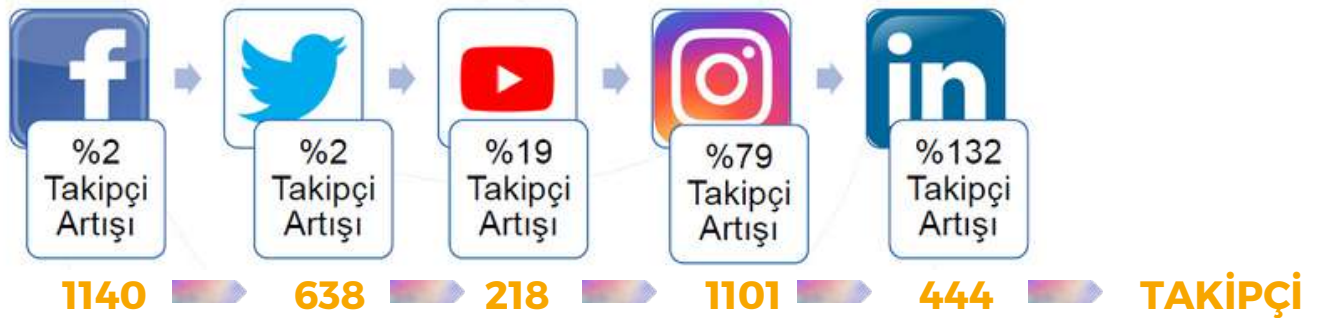 %2
Takipçi
Artışı
%2
Takipçi
Artışı
%19
Takipçi
Artışı
%79
Takipçi
Artışı
%132
Takipçi
Artışı
1140 638 218 1101 444 TAKİPÇİ